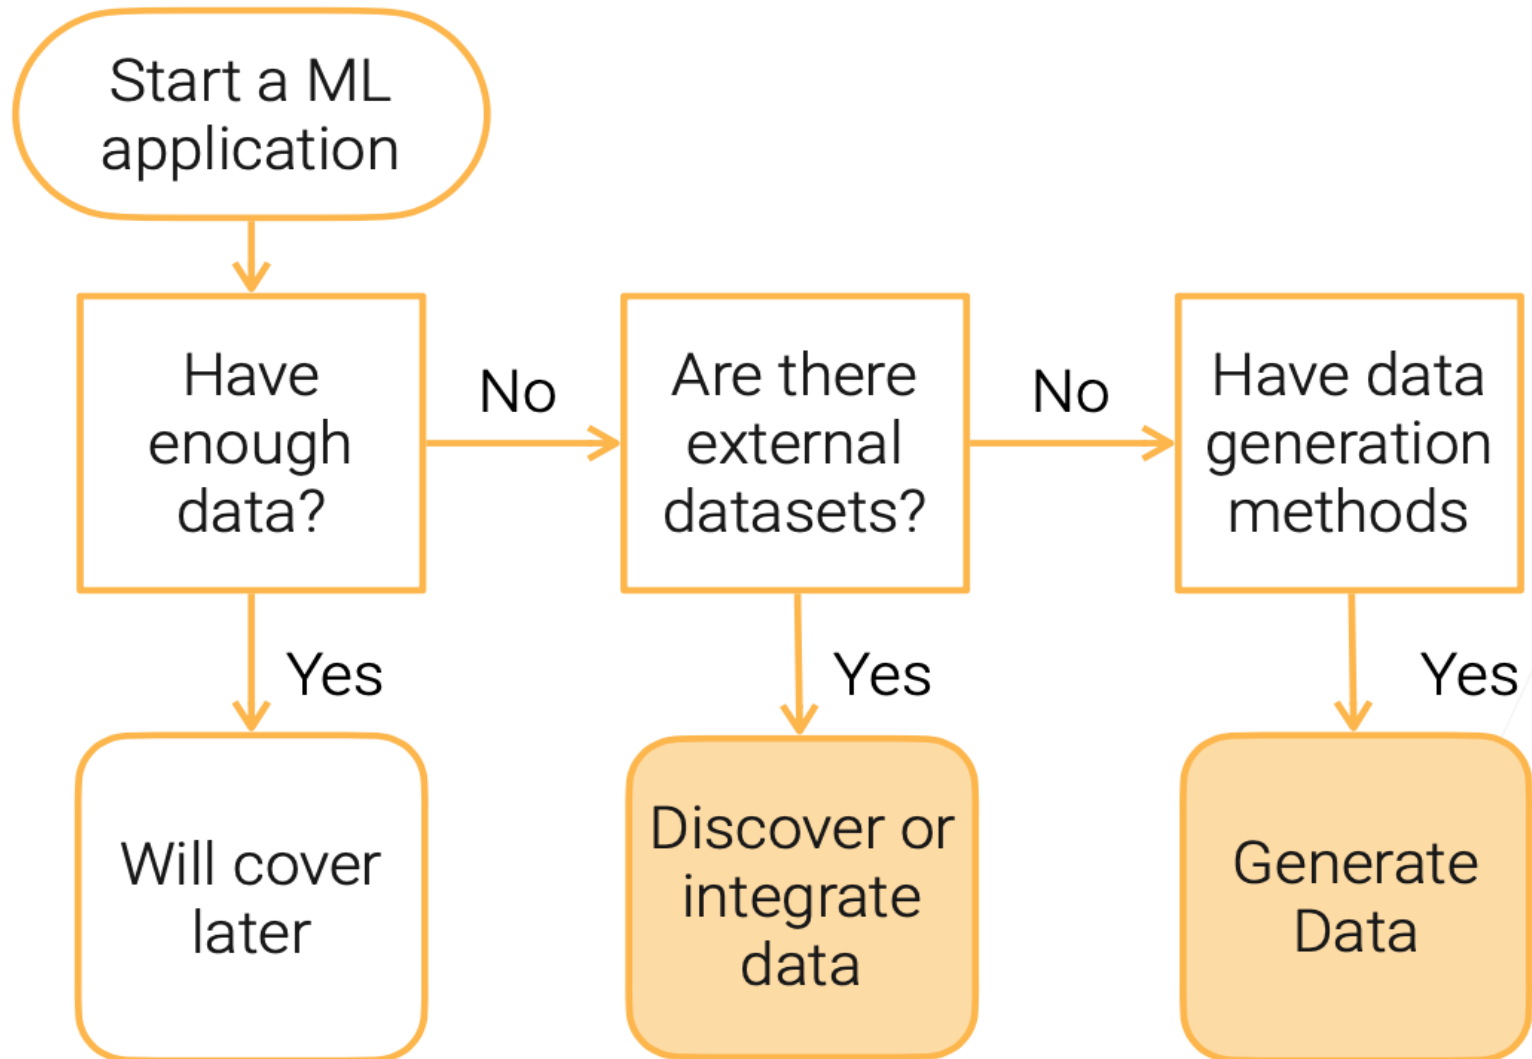 Start a ML
application
Have
enough
data?
No
Are there
external
datasets?
No
Have data
generation
methods
Yes
Yes
Yes
Will cover
later
Discover or
integrate
data
Generate
Data